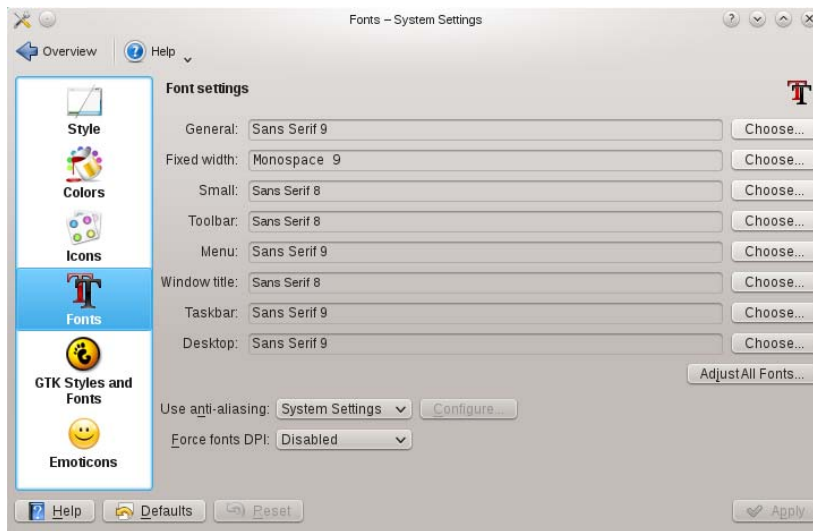 Fonts – System Settings
Overview Help
Style
Colors
Icons
Fonts
GTK Styles and
Fonts
Emoticons
Font settings
General: Sans Serif 9 Choose...
Fixed width: Monospace 9 Choose...
Small: Sans Serif 8 Choose...
Toolbar: Sans Serif 8 Choose...
Menu: Sans Serif 9 Choose...
Window title: Sans Serif 8 Choose...
Taskbar: Sans Serif 9 Choose...
Desktop: Sans Serif 9 Choose...
Adjust All Fonts...
Use anti-aliasing: System Settings Configure...
Force fonts DPI: Disabled
Help Defaults Reset Apply